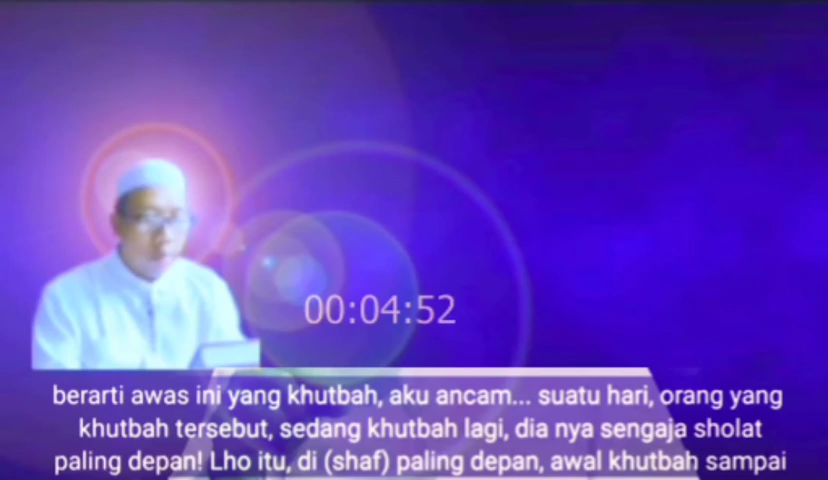 00:04:52
berarti awas ini yang khutbah, aku ancam... suatu hari, orang yang
khutbah tersebut, sedang khutbah lagi, dia nya sengaja sholat
paling depan! Lho itu, di (shaf) paling depan, awal khutbah sampai